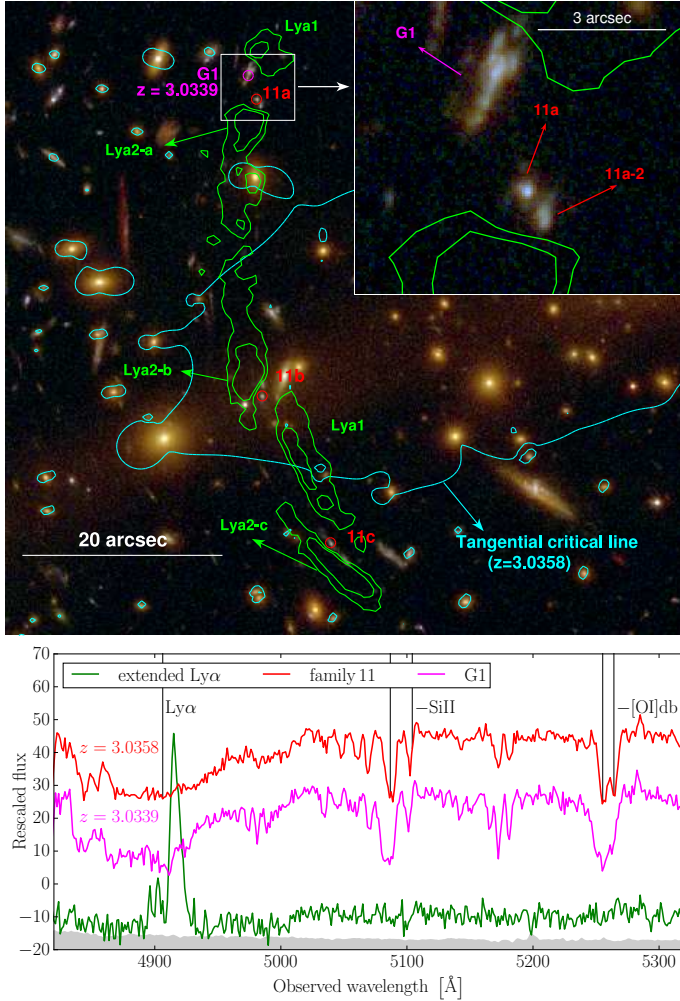 Lya1
G1
z = 3.0339
11a
Lya2-a
3 arcsec
G1
11a
11a-2
Lya2-b
11b
Lya1
Lya2-c
11c
20 arcsec
Tangential critical line
(z=3.0358)
70
60
50
40
30
20
10
0
−10
−20
Rescaled flux
extended Lyα
family 11
G1
Lyα
−SiII
−[OI]db
z = 3.0358
z = 3.0339
4900
5000
5100
5200
5300
Observed wavelength [Å]